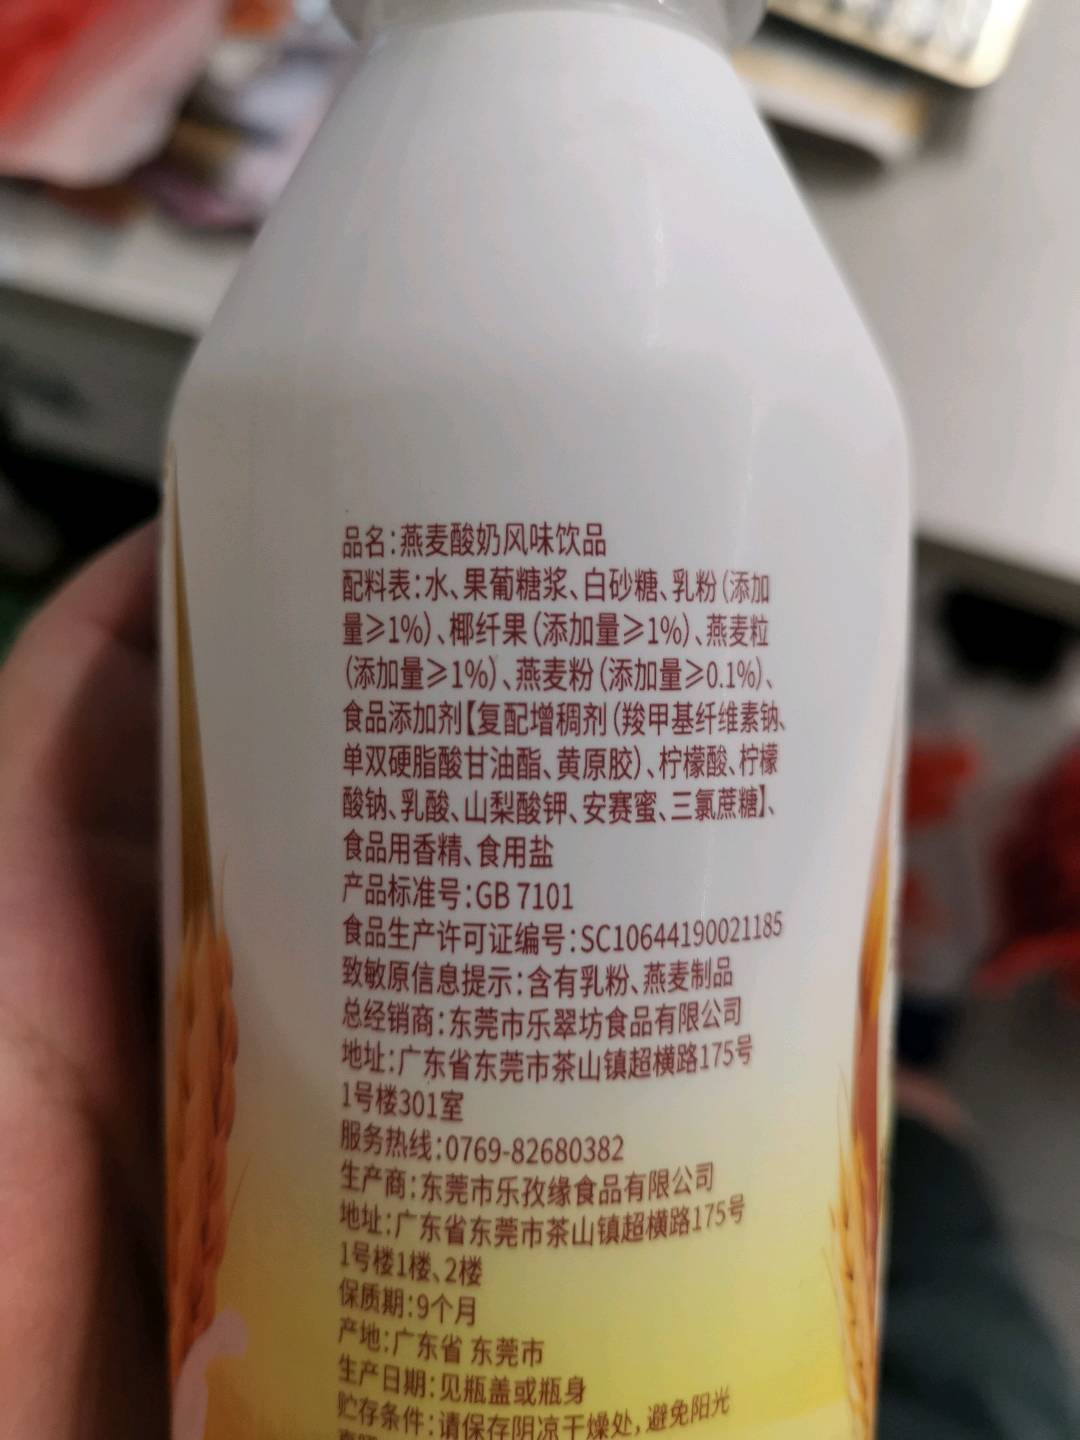 品名:燕麦酸奶风味饮品
配料表:水、果葡糖浆、白砂糖、乳粉(添加
量≥1%)、椰纤果(添加量≥1%)、燕麦粒
(添加量≥1%)、燕麦粉(添加量≥0.1%)、
食品添加剂【复配增稠剂(羧甲基纤维素钠、
单双硬脂酸甘油酯、黄原胶)、柠檬酸、柠檬
酸钠、乳酸、山梨酸钾、安赛蜜、三氯蔗糖】、
食品用香精、食用盐
产品标准号:GB 7101
食品生产许可证编号:SC10644190021185
致敏原信息提示:含有乳粉、燕麦制品
总经销商:东莞市乐翠坊食品有限公司
地址:广东省东莞市茶山镇超横路175号
1号楼301室
服务热线:0769-82680382
生产商:东莞市乐孜缘食品有限公司
地址:广东省东莞市茶山镇超横路175号
1号楼1楼、2楼
保质期:9个月
产地:广东省 东莞市
生产日期:见瓶盖或瓶身
贮存条件:请保存阴凉干燥处,避免阳光